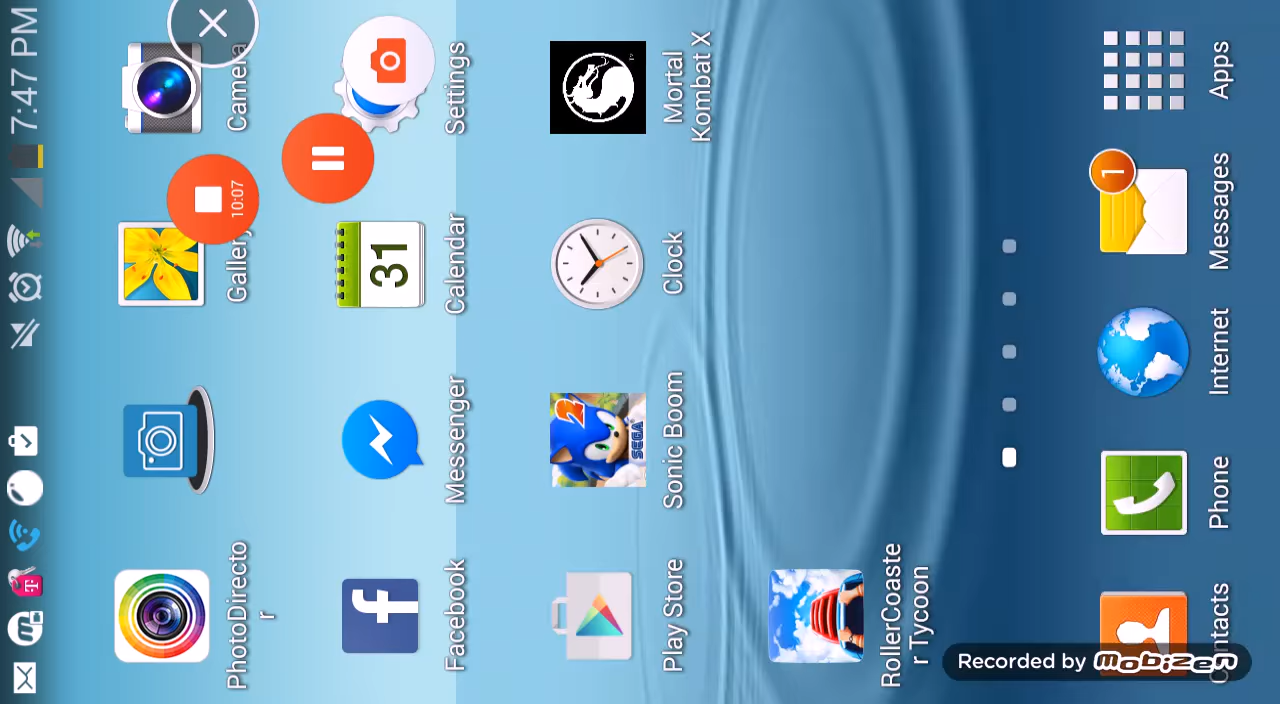 7:47 PM
PhotoDirecto
r
Gallery
Camera
10:07
Facebook
Messenger
31
Calendar
Settings
Play Store
2
SEGA
Sonic Boom
Clock
Mortal
Kombat X
RollerCoaste
r Tycoon
Contacts
Phone
Internet
1
Messages
Apps
T
Recorded by mobizen